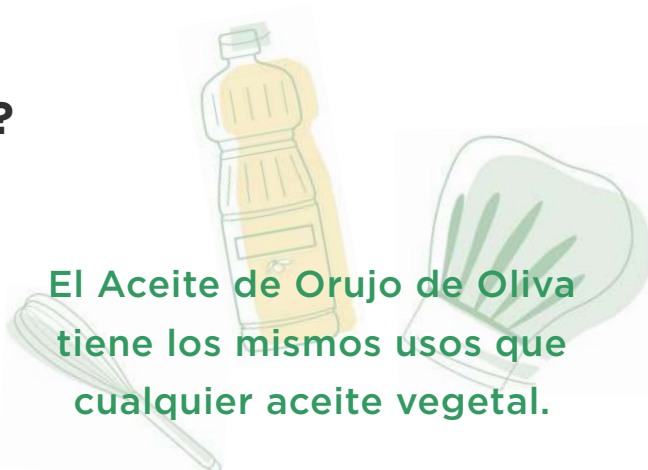 ?
El Aceite de Orujo de Oliva
tiene los mismos usos que
cualquier aceite vegetal.